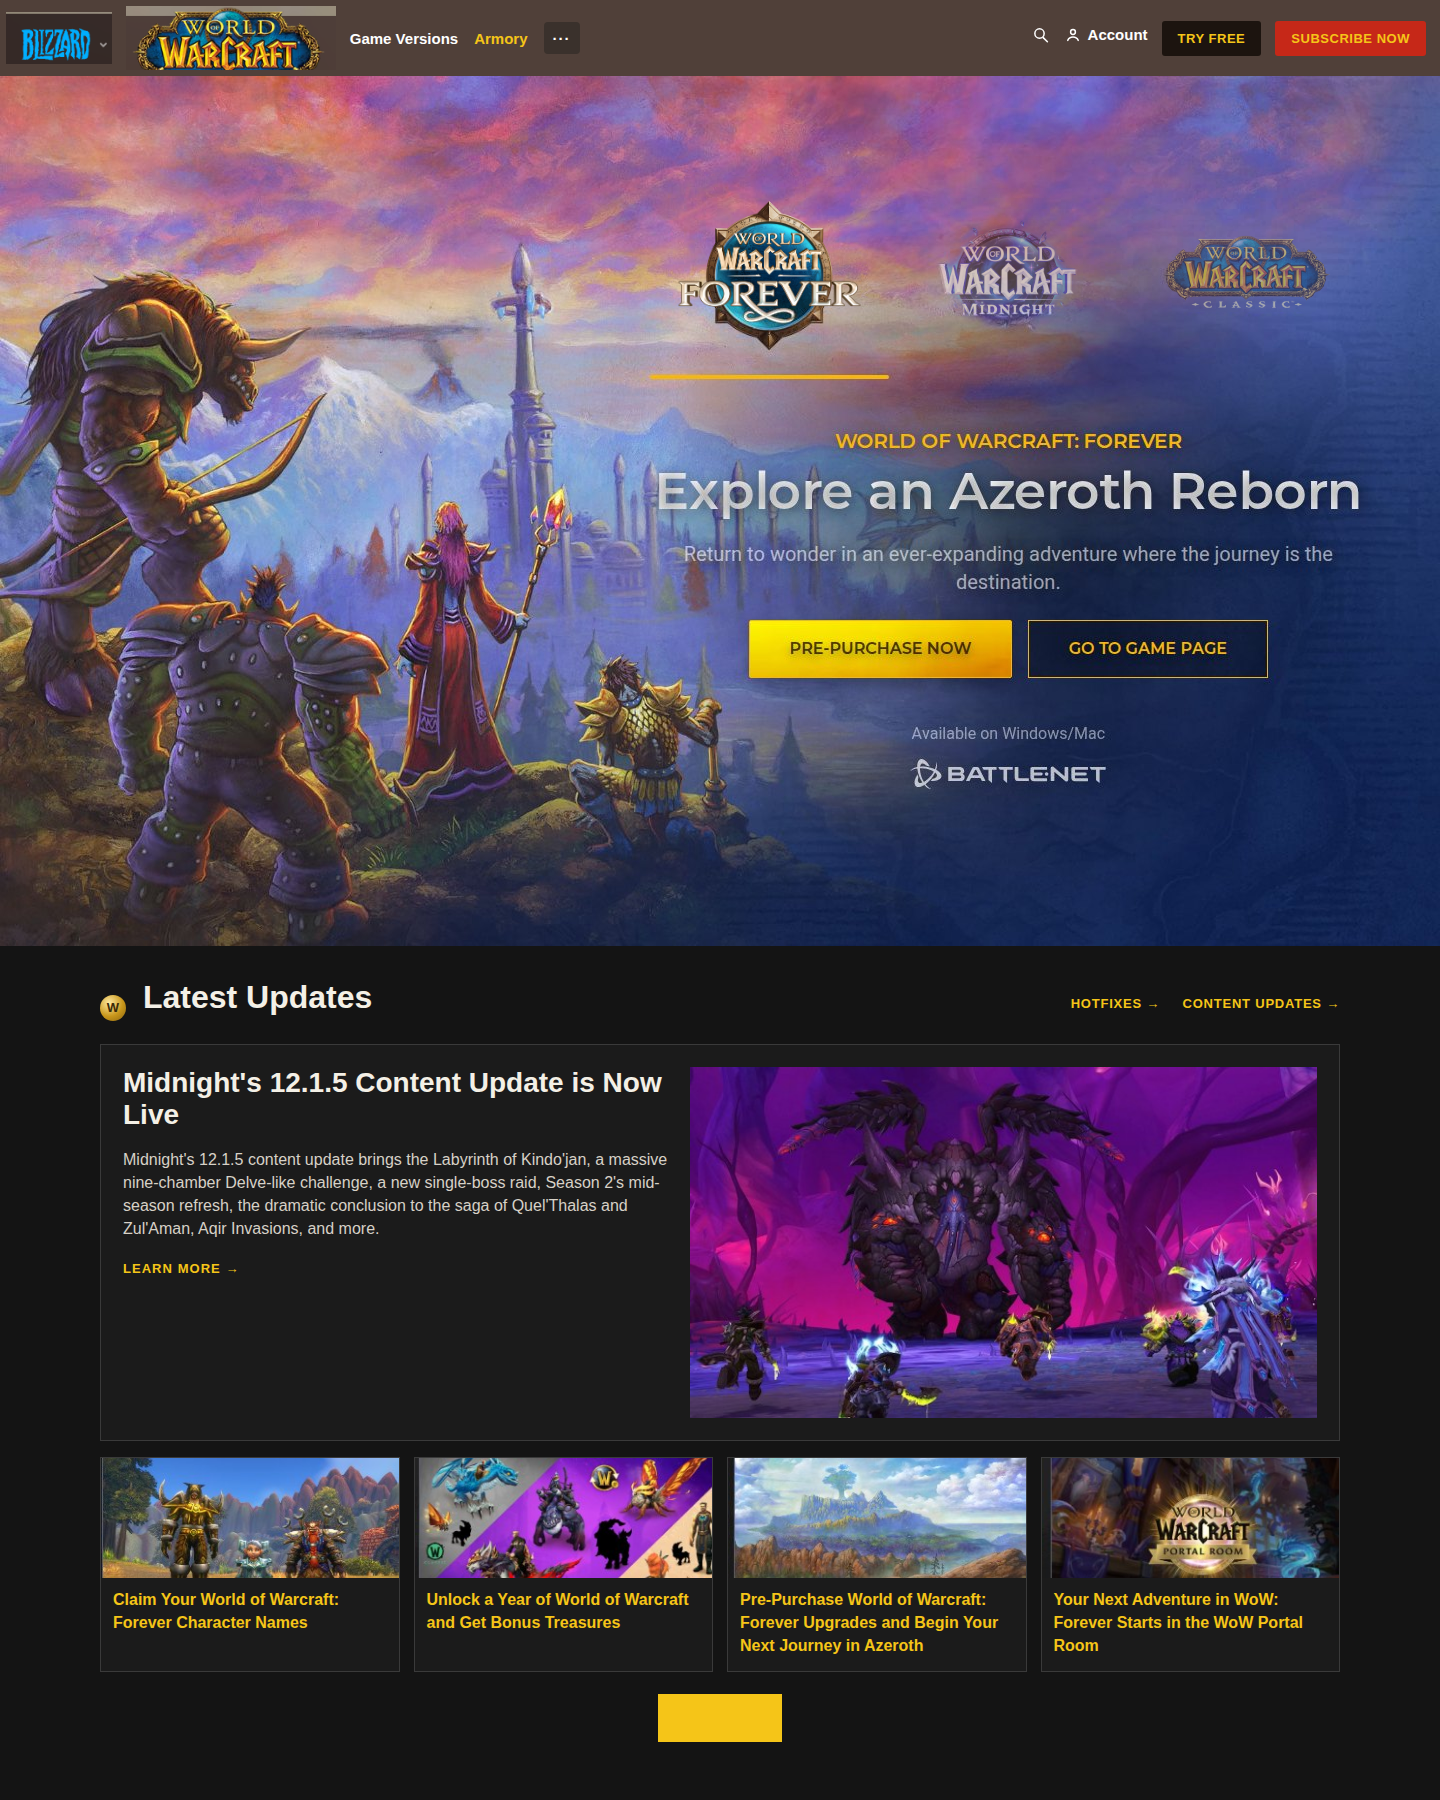 BLIZZARD
WORLD OF WARCRAFT
Game Versions
Armory
...
Account
TRY FREE
SUBSCRIBE NOW
WORLD
OF
WARCRAFT
FOREVER
WORLD
OF
WARCRAFT
MIDNIGHT
WORLD
OF
WARCRAFT
CLASSIC
WORLD OF WARCRAFT: FOREVER
Explore an Azeroth Reborn
Return to wonder in an ever-expanding adventure where the journey is the
destination.
PRE-PURCHASE NOW
GO TO GAME PAGE
Available on Windows/Mac
BATTLE.NET
W
Latest Updates
HOTFIXES →
CONTENT UPDATES →
Midnight's 12.1.5 Content Update is Now
Live
Midnight's 12.1.5 content update brings the Labyrinth of Kindo'jan, a massive
nine-chamber Delve-like challenge, a new single-boss raid, Season 2's mid-
season refresh, the dramatic conclusion to the saga of Quel'Thalas and
Zul'Aman, Aqir Invasions, and more.
LEARN MORE →
W
W
WORLD
OF
WARCRAFT
PORTAL ROOM
Claim Your World of Warcraft:
Forever Character Names
Unlock a Year of World of Warcraft
and Get Bonus Treasures
Pre-Purchase World of Warcraft:
Forever Upgrades and Begin Your
Next Journey in Azeroth
Your Next Adventure in WoW:
Forever Starts in the WoW Portal
Room